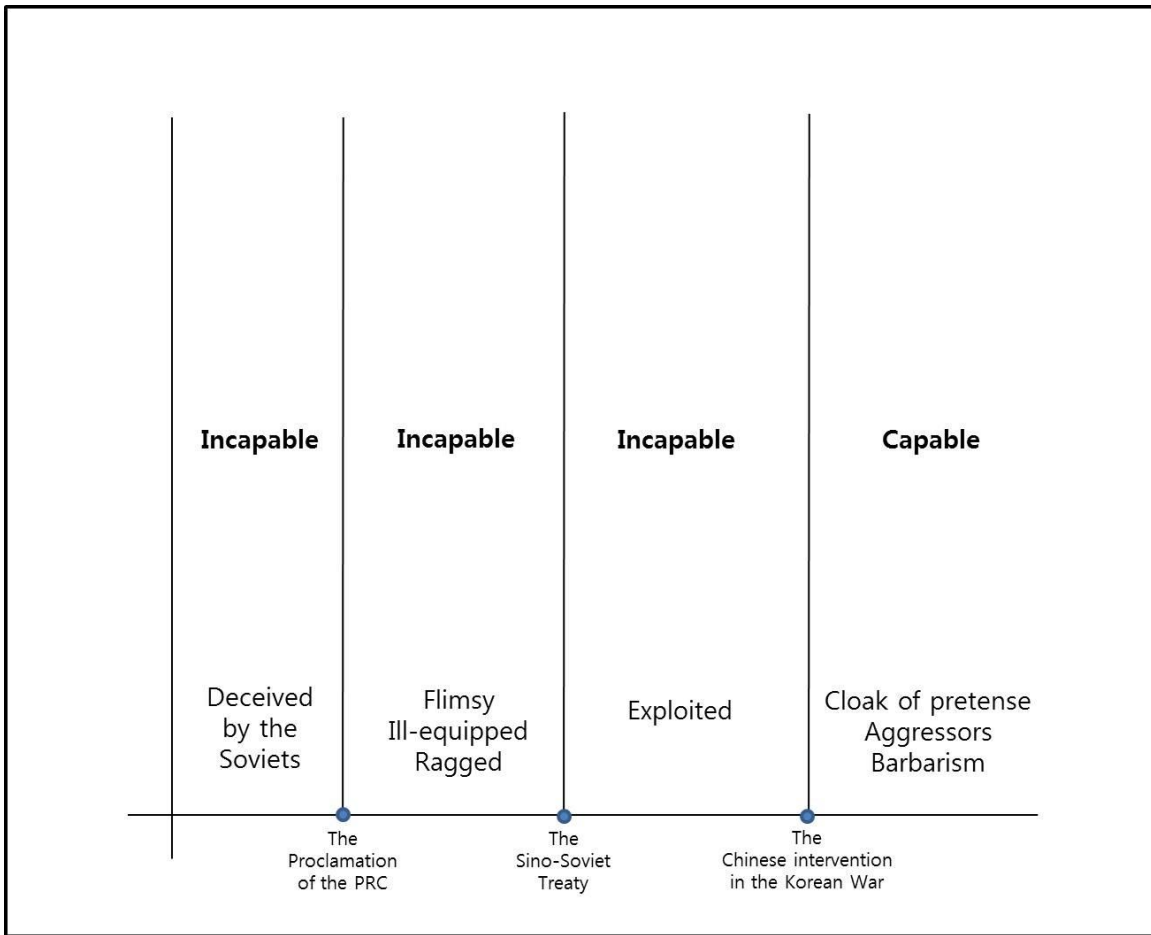 Incapable
Incapable
Incapable
Capable
Deceived
by the
Soviets
Flimsy
Ill-equipped
Ragged
Exploited
Cloak of pretense
Aggressors
Barbarism
The
Proclamation
of the PRC
The
Sino-Soviet
Treaty
The
Chinese intervention
in the Korean War